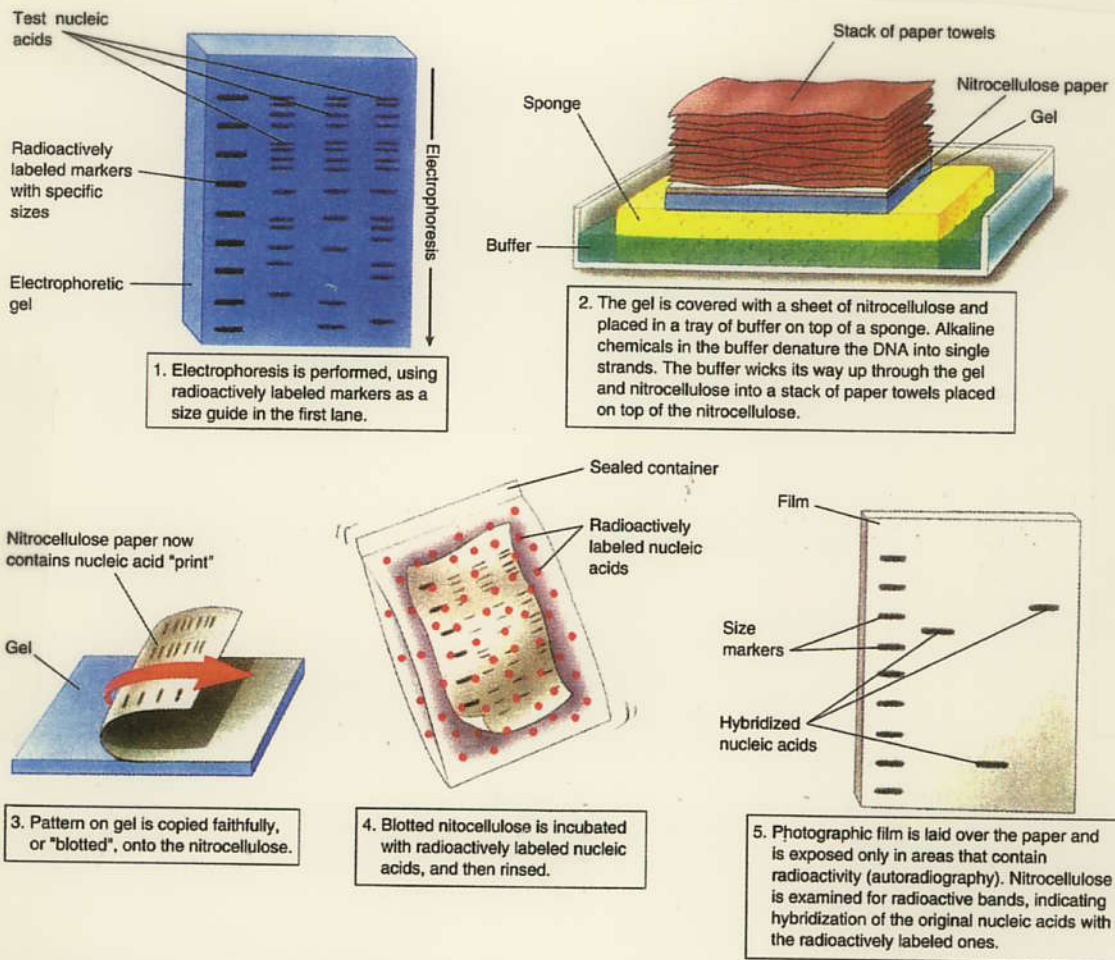 Test nucleic
acids
Radioactively
labeled markers
with specific
sizes
Electrophoretic
gel
Electrophoresis
1. Electrophoresis is performed, using
radioactively labeled markers as a
size guide in the first lane.
Stack of paper towels
Nitrocellulose paper
Gel
Sponge
Buffer
2. The gel is covered with a sheet of nitrocellulose and
placed in a tray of buffer on top of a sponge. Alkaline
chemicals in the buffer denature the DNA into single
strands. The buffer wicks its way up through the gel
and nitrocellulose into a stack of paper towels placed
on top of the nitrocellulose.
Nitrocellulose paper now
contains nucleic acid "print"
Gel
3. Pattern on gel is copied faithfully,
or "blotted", onto the nitrocellulose.
Sealed container
Radioactively
labeled nucleic
acids
4. Blotted nitocellulose is incubated
with radioactively labeled nucleic
acids, and then rinsed.
Film
Size
markers
Hybridized
nucleic acids
5. Photographic film is laid over the paper and
is exposed only in areas that contain
radioactivity (autoradiography). Nitrocellulose
is examined for radioactive bands, indicating
hybridization of the original nucleic acids with
the radioactively labeled ones.